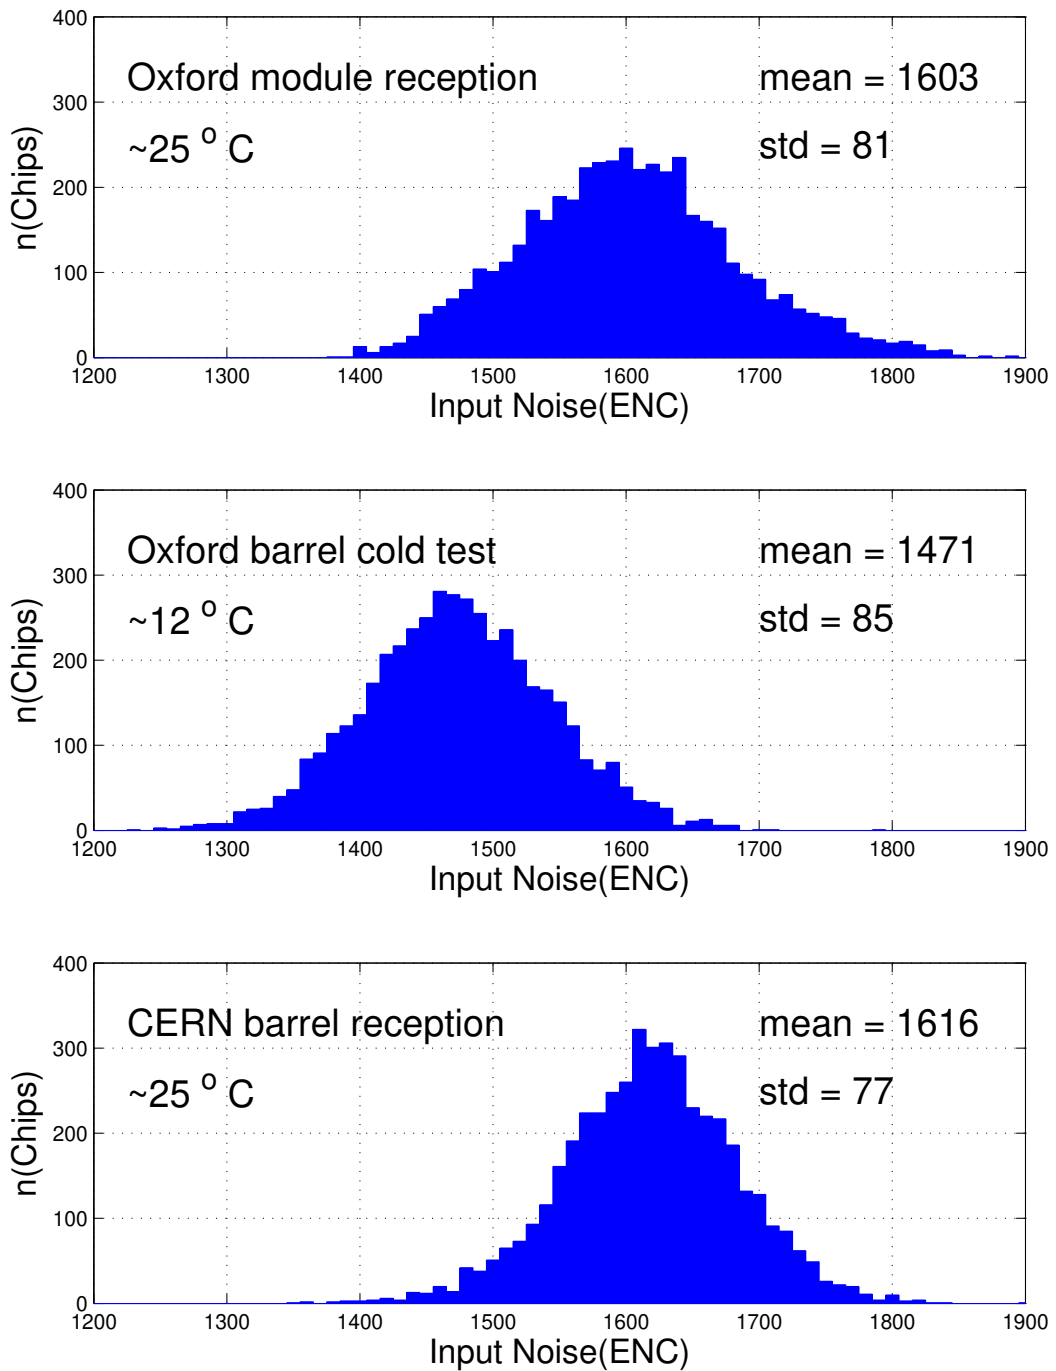 400
Oxford module reception
mean = 1603
300
~25 °C
std = 81
200
100
0
n(Chips)
1200 1300 1400 1500 1600 1700 1800 1900
Input Noise(ENC)
400
Oxford barrel cold test
mean = 1471
300
~12 °C
std = 85
200
100
0
n(Chips)
1200 1300 1400 1500 1600 1700 1800 1900
Input Noise(ENC)
400
CERN barrel reception
mean = 1616
300
~25 °C
std = 77
200
100
0
n(Chips)
1200 1300 1400 1500 1600 1700 1800 1900
Input Noise(ENC)